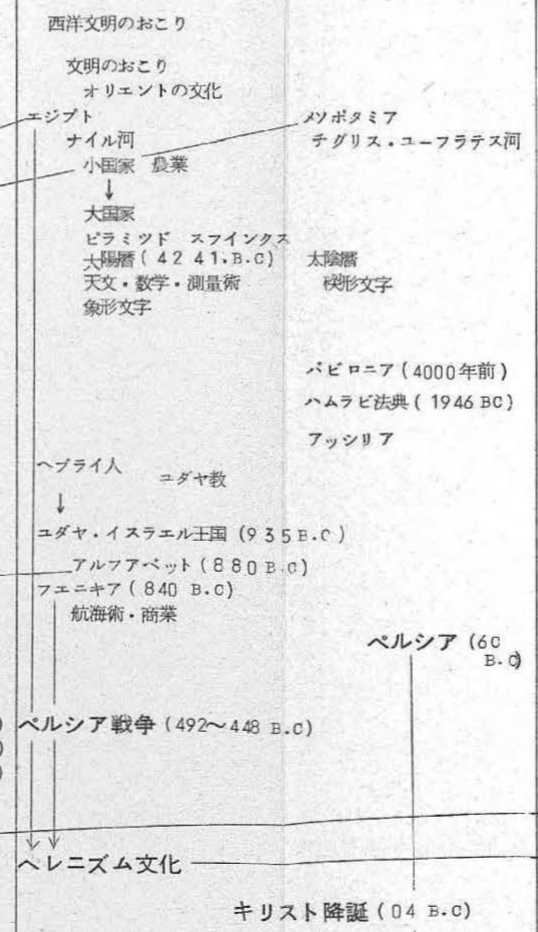 西洋文明のおこり
文明のおこり
オリエントの文化
エジプト
メソポタミア
ナイル河
チグリス・ユーフラテス河
小国家 農業
↓
大国家
ピラミツド スフインクス
太陽暦(4241.B.C)
太陰暦
天文・数学・測量術
楔形文字
象形文字
バビロニア(4000年前)
ハムラビ法典(1946 BC)
アッシリア
ヘブライ人
ユダヤ教
↓
ユダヤ・イスラエル王国(935B.C)
アルフアベット(880 B.C)
フエニキア(840 B.C)
航海術・商業
ペルシア(60
B.C)
ペルシア戦争(492〜448 B.C)
ヘレニズム文化
キリスト降誕(04 B.C)